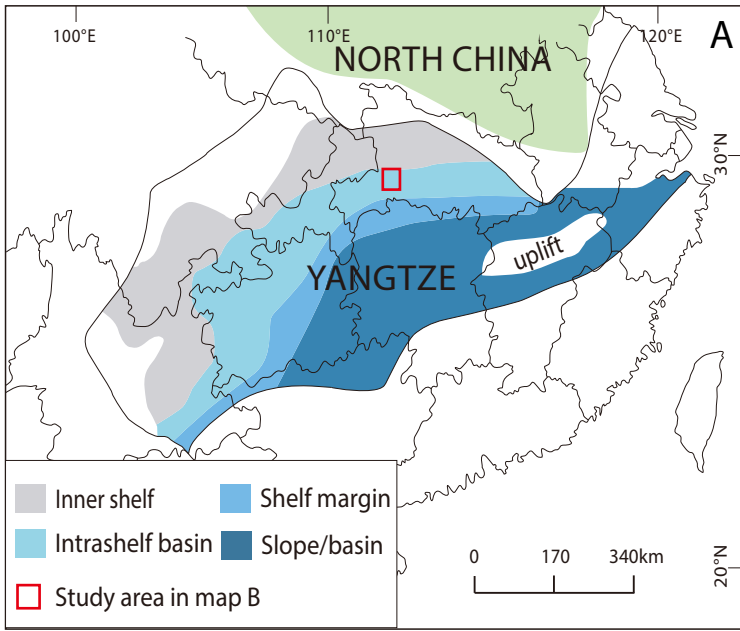 100°E
110°E
120°E
A
NORTH CHINA
30°N
uplift
YANGTZE
Inner shelf
Shelf margin
Intrashelf basin
Slope/basin
Study area in map B
0
170
340km
20°N